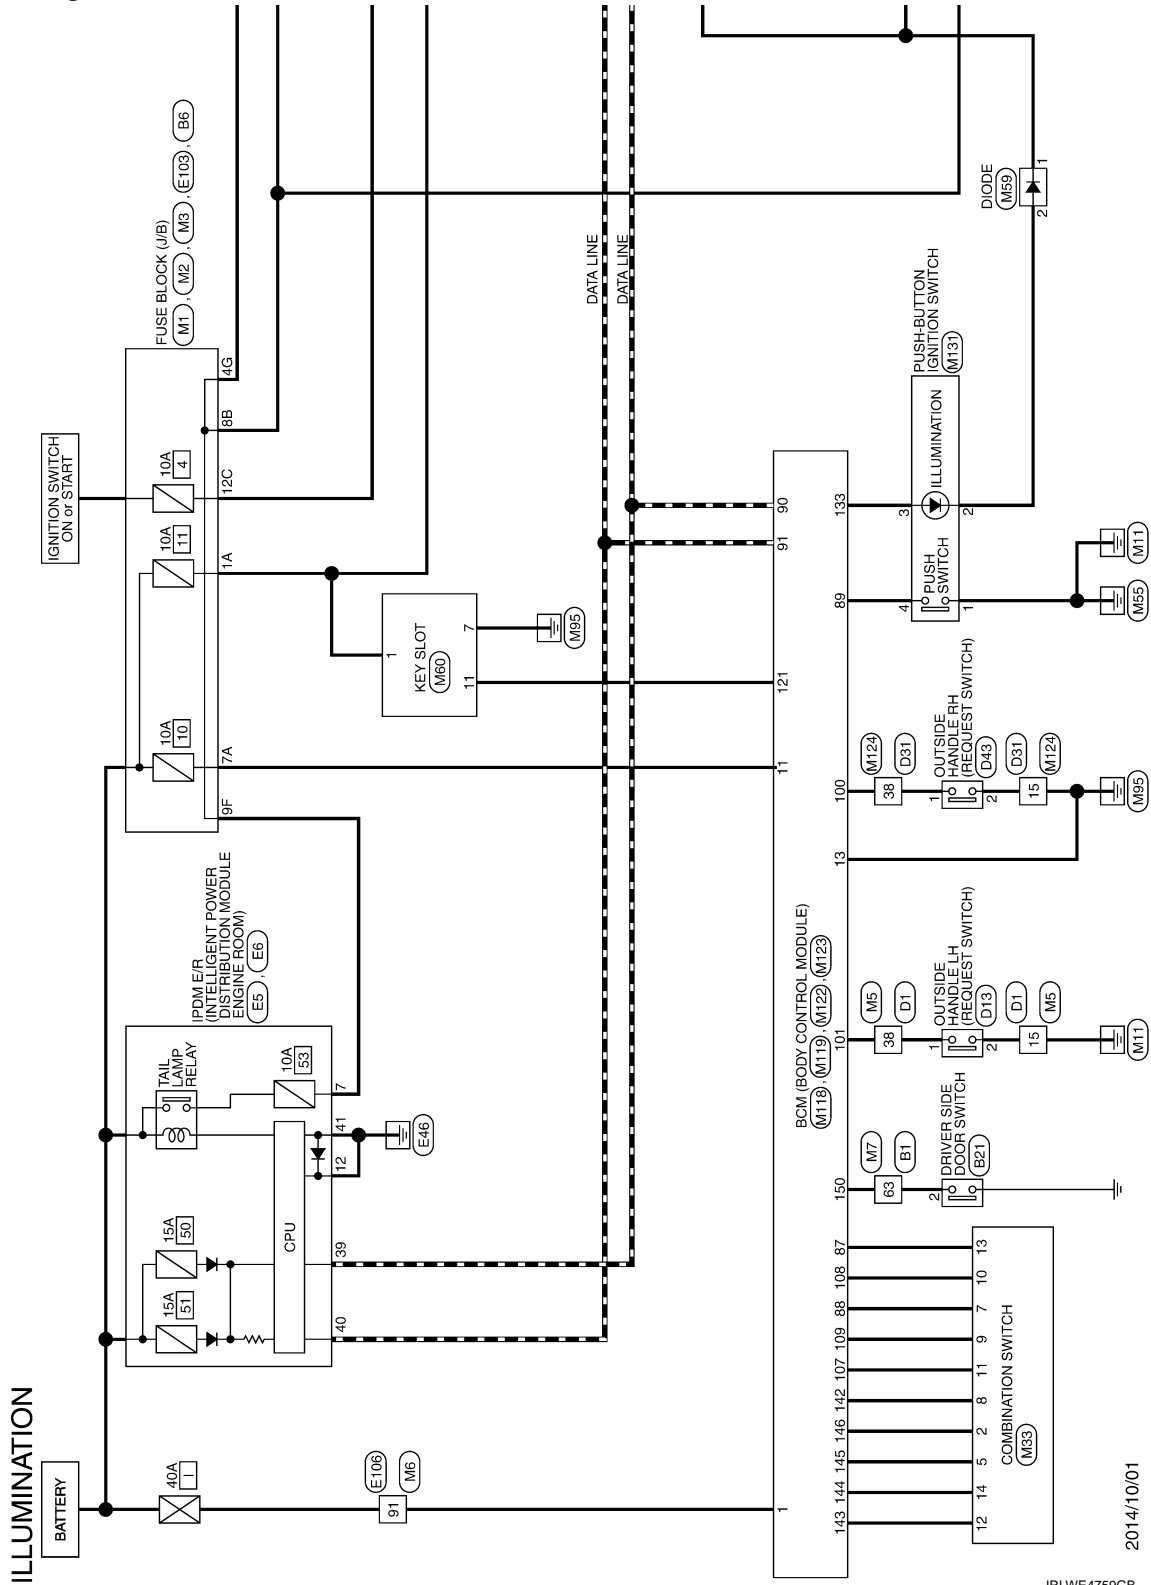 ILLUMINATION
BATTERY
40A
I
E106
M6
91
1
IPDM E/R
(INTELLIGENT POWER
DISTRIBUTION MODULE
ENGINE ROOM)
E5 , E6
15A
51
15A
50
TAIL
LAMP
RELAY
10A
53
CPU
40
39
12
41
7
E46
IGNITION SWITCH
ON or START
FUSE BLOCK (J/B)
M1 , M2 , M3 , E103 , B6
10A
10
10A
11
10A
4
9F
7A
1A
12C
8B
4G
KEY SLOT
M60
1
11
7
M95
DATA LINE
DATA LINE
BCM (BODY CONTROL MODULE)
M118 , M119 , M122 , M123
11
121
91
90
143
144
145
146
142
107
109
88
108
87
150
101
13
100
89
133
12
14
5
2
8
11
9
7
10
13
COMBINATION SWITCH
M33
M7
B1
63
2
DRIVER SIDE
DOOR SWITCH
B21
M5
D1
38
1
OUTSIDE
HANDLE LH
(REQUEST SWITCH)
D13
2
D1
M5
15
M11
M124
D31
38
1
OUTSIDE
HANDLE RH
(REQUEST SWITCH)
D43
2
D31
M124
15
M95
4
3
PUSH
SWITCH
ILLUMINATION
PUSH-BUTTON
IGNITION SWITCH
M131
1
2
M55
M11
DIODE
M59
2
1
2014/10/01